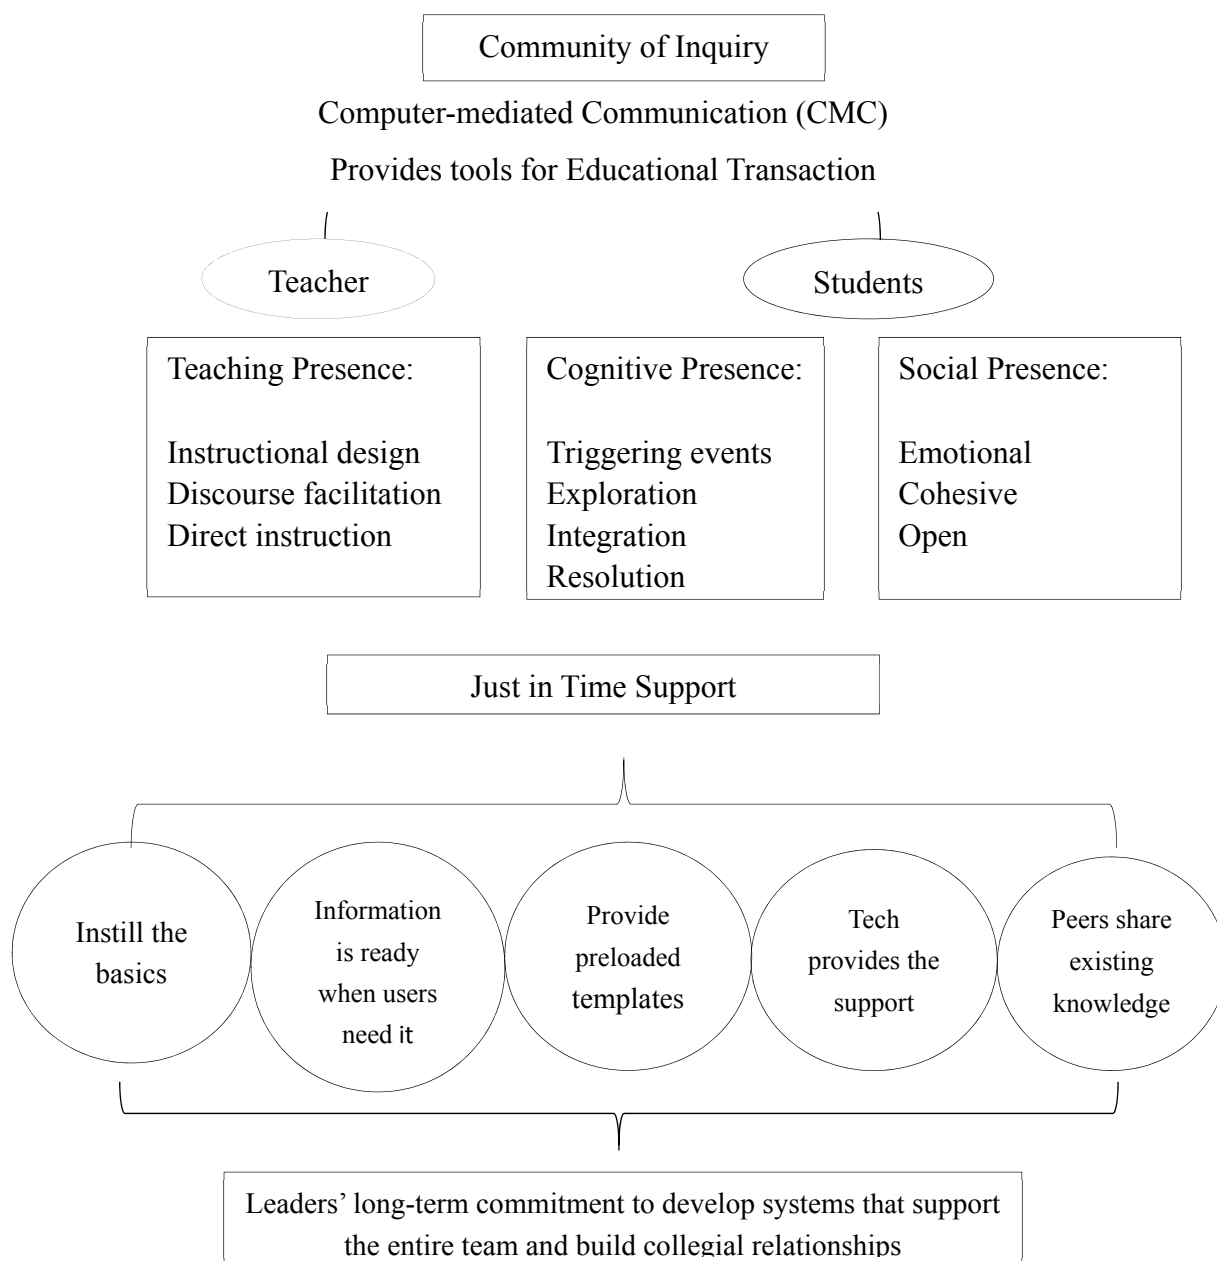 Community of Inquiry
Computer-mediated Communication (CMC)
Provides tools for Educational Transaction
Teacher
Students
Teaching Presence:
Instructional design
Discourse facilitation
Direct instruction
Cognitive Presence:
Triggering events
Exploration
Integration
Resolution
Social Presence:
Emotional
Cohesive
Open
Just in Time Support
Instill the
basics
Information
is ready
when users
need it
Provide
preloaded
templates
Tech
provides the
support
Peers share
existing
knowledge
Leaders’ long-term commitment to develop systems that support
the entire team and build collegial relationships